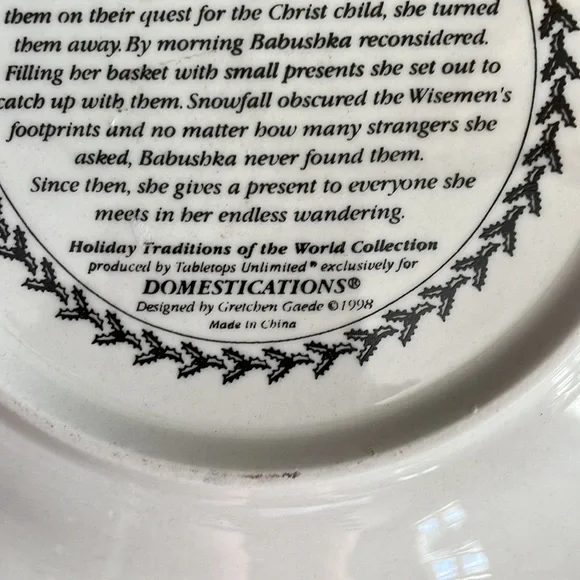 them on their quest for the Christ child, she turned
them away. By morning Babushka reconsidered.
Filling her basket with small presents she set out to
catch up with them. Snowfall obscured the Wisemen's
footprints and no matter how many strangers she
asked, Babushka never found them.
Since then, she gives a present to everyone she
meets in her endless wandering.
Holiday Traditions of the World Collection
produced by Tabletops Unlimited® exclusively for
DOMESTICATIONS®
Designed by Gretchen Gaede ©1998
Made in China